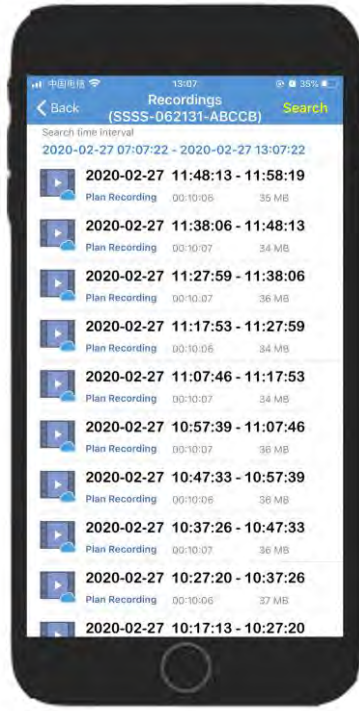 中国电信 13:07 35%
Back Recordings Search
(SSSS-062131-ABCCB)
Search time interval
2020-02-27 07:07:22 - 2020-02-27 13:07:22
2020-02-27 11:48:13 - 11:58:19
Plan Recording 00:10:06 35 MB
2020-02-27 11:38:06 - 11:48:13
Plan Recording 00:10:07 34 MB
2020-02-27 11:27:59 - 11:38:06
Plan Recording 00:10:07 36 MB
2020-02-27 11:17:53 - 11:27:59
Plan Recording 00:10:06 34 MB
2020-02-27 11:07:46 - 11:17:53
Plan Recording 00:10:07 34 MB
2020-02-27 10:57:39 - 11:07:46
Plan Recording 00:10:07 36 MB
2020-02-27 10:47:33 - 10:57:39
Plan Recording 00:10:06 36 MB
2020-02-27 10:37:26 - 10:47:33
Plan Recording 00:10:07 36 MB
2020-02-27 10:27:20 - 10:37:26
Plan Recording 00:10:06 37 MB
2020-02-27 10:17:13 - 10:27:20